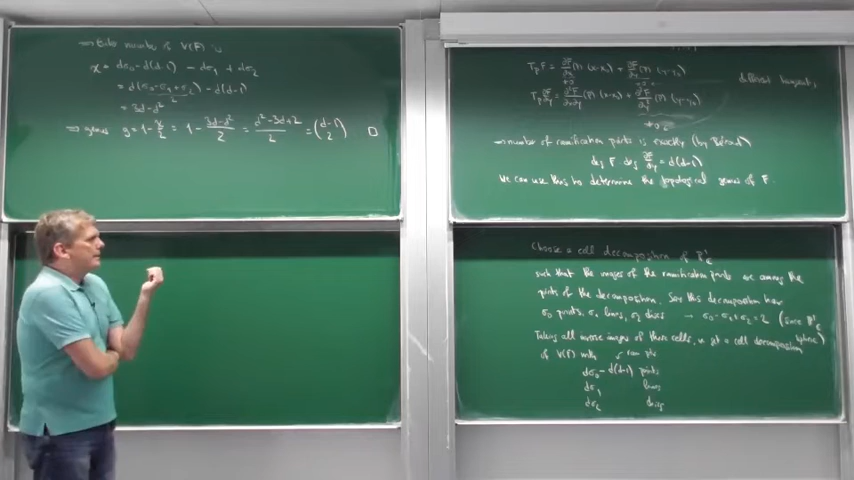 ⇒ Euler number of V(F) is
χ = dσ₀ - d(d-1) - dσ₁ + dσ₂
= d(σ₀ - σ₁ + σ₂) - d(d-1)
2
= 3d - d²
⇒ genus g = 1 - χ/2 = 1 - (3d-d²)/2 = (d²-3d+2)/2 = (d-1 2) □
T_P F = ∂F/∂x (P) (x-x₀) + ∂F/∂y (P) (y-y₀)
different tangents,
T_P ∂F/∂y = ∂²F/∂x∂y (P) (x-x₀) + ∂²F/∂y² (P) (y-y₀)
⇒ number of ramification points is exactly (by Bézout)
deg F · deg ∂F/∂y = d(d-1)
We can use this to determine the topological genus of F.
Choose a cell decomposition of P¹_C
such that the images of the ramification points are among the
points of the decomposition. Say this decomposition has
σ₀ points, σ₁ lines, σ₂ discs → σ₀ - σ₁ + σ₂ = 2 (since P¹_C
sphere)
Taking all inverse images of these cells, we get a cell decomposition
of V(F) with ram pts
dσ₀ - d(d-1) points
dσ₁ lines
dσ₂ discs